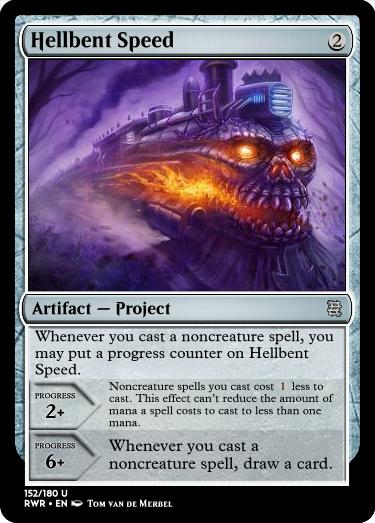 Hellbent Speed 2
Artifact — Project
Whenever you cast a noncreature spell, you
may put a progress counter on Hellbent
Speed.
PROGRESS
2+
Noncreature spells you cast cost 1 less to
cast. This effect can't reduce the amount of
mana a spell costs to cast to less than one
mana.
PROGRESS
6+
Whenever you cast a
noncreature spell, draw a card.
152/180 U
RWR • EN Tom van de Merbel